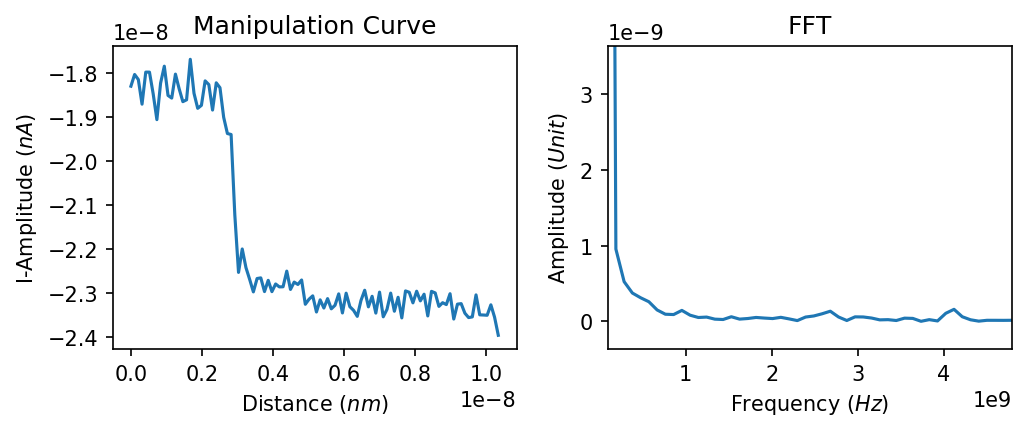 Manipulation Curve
1e−8
−1.8
−1.9
−2.0
−2.1
−2.2
−2.3
−2.4
I-Amplitude (nA)
0.0 0.2 0.4 0.6 0.8 1.0
1e−8
Distance (nm)
FFT
1e−9
3
2
1
0
Amplitude (Unit)
1 2 3 4
1e9
Frequency (Hz)